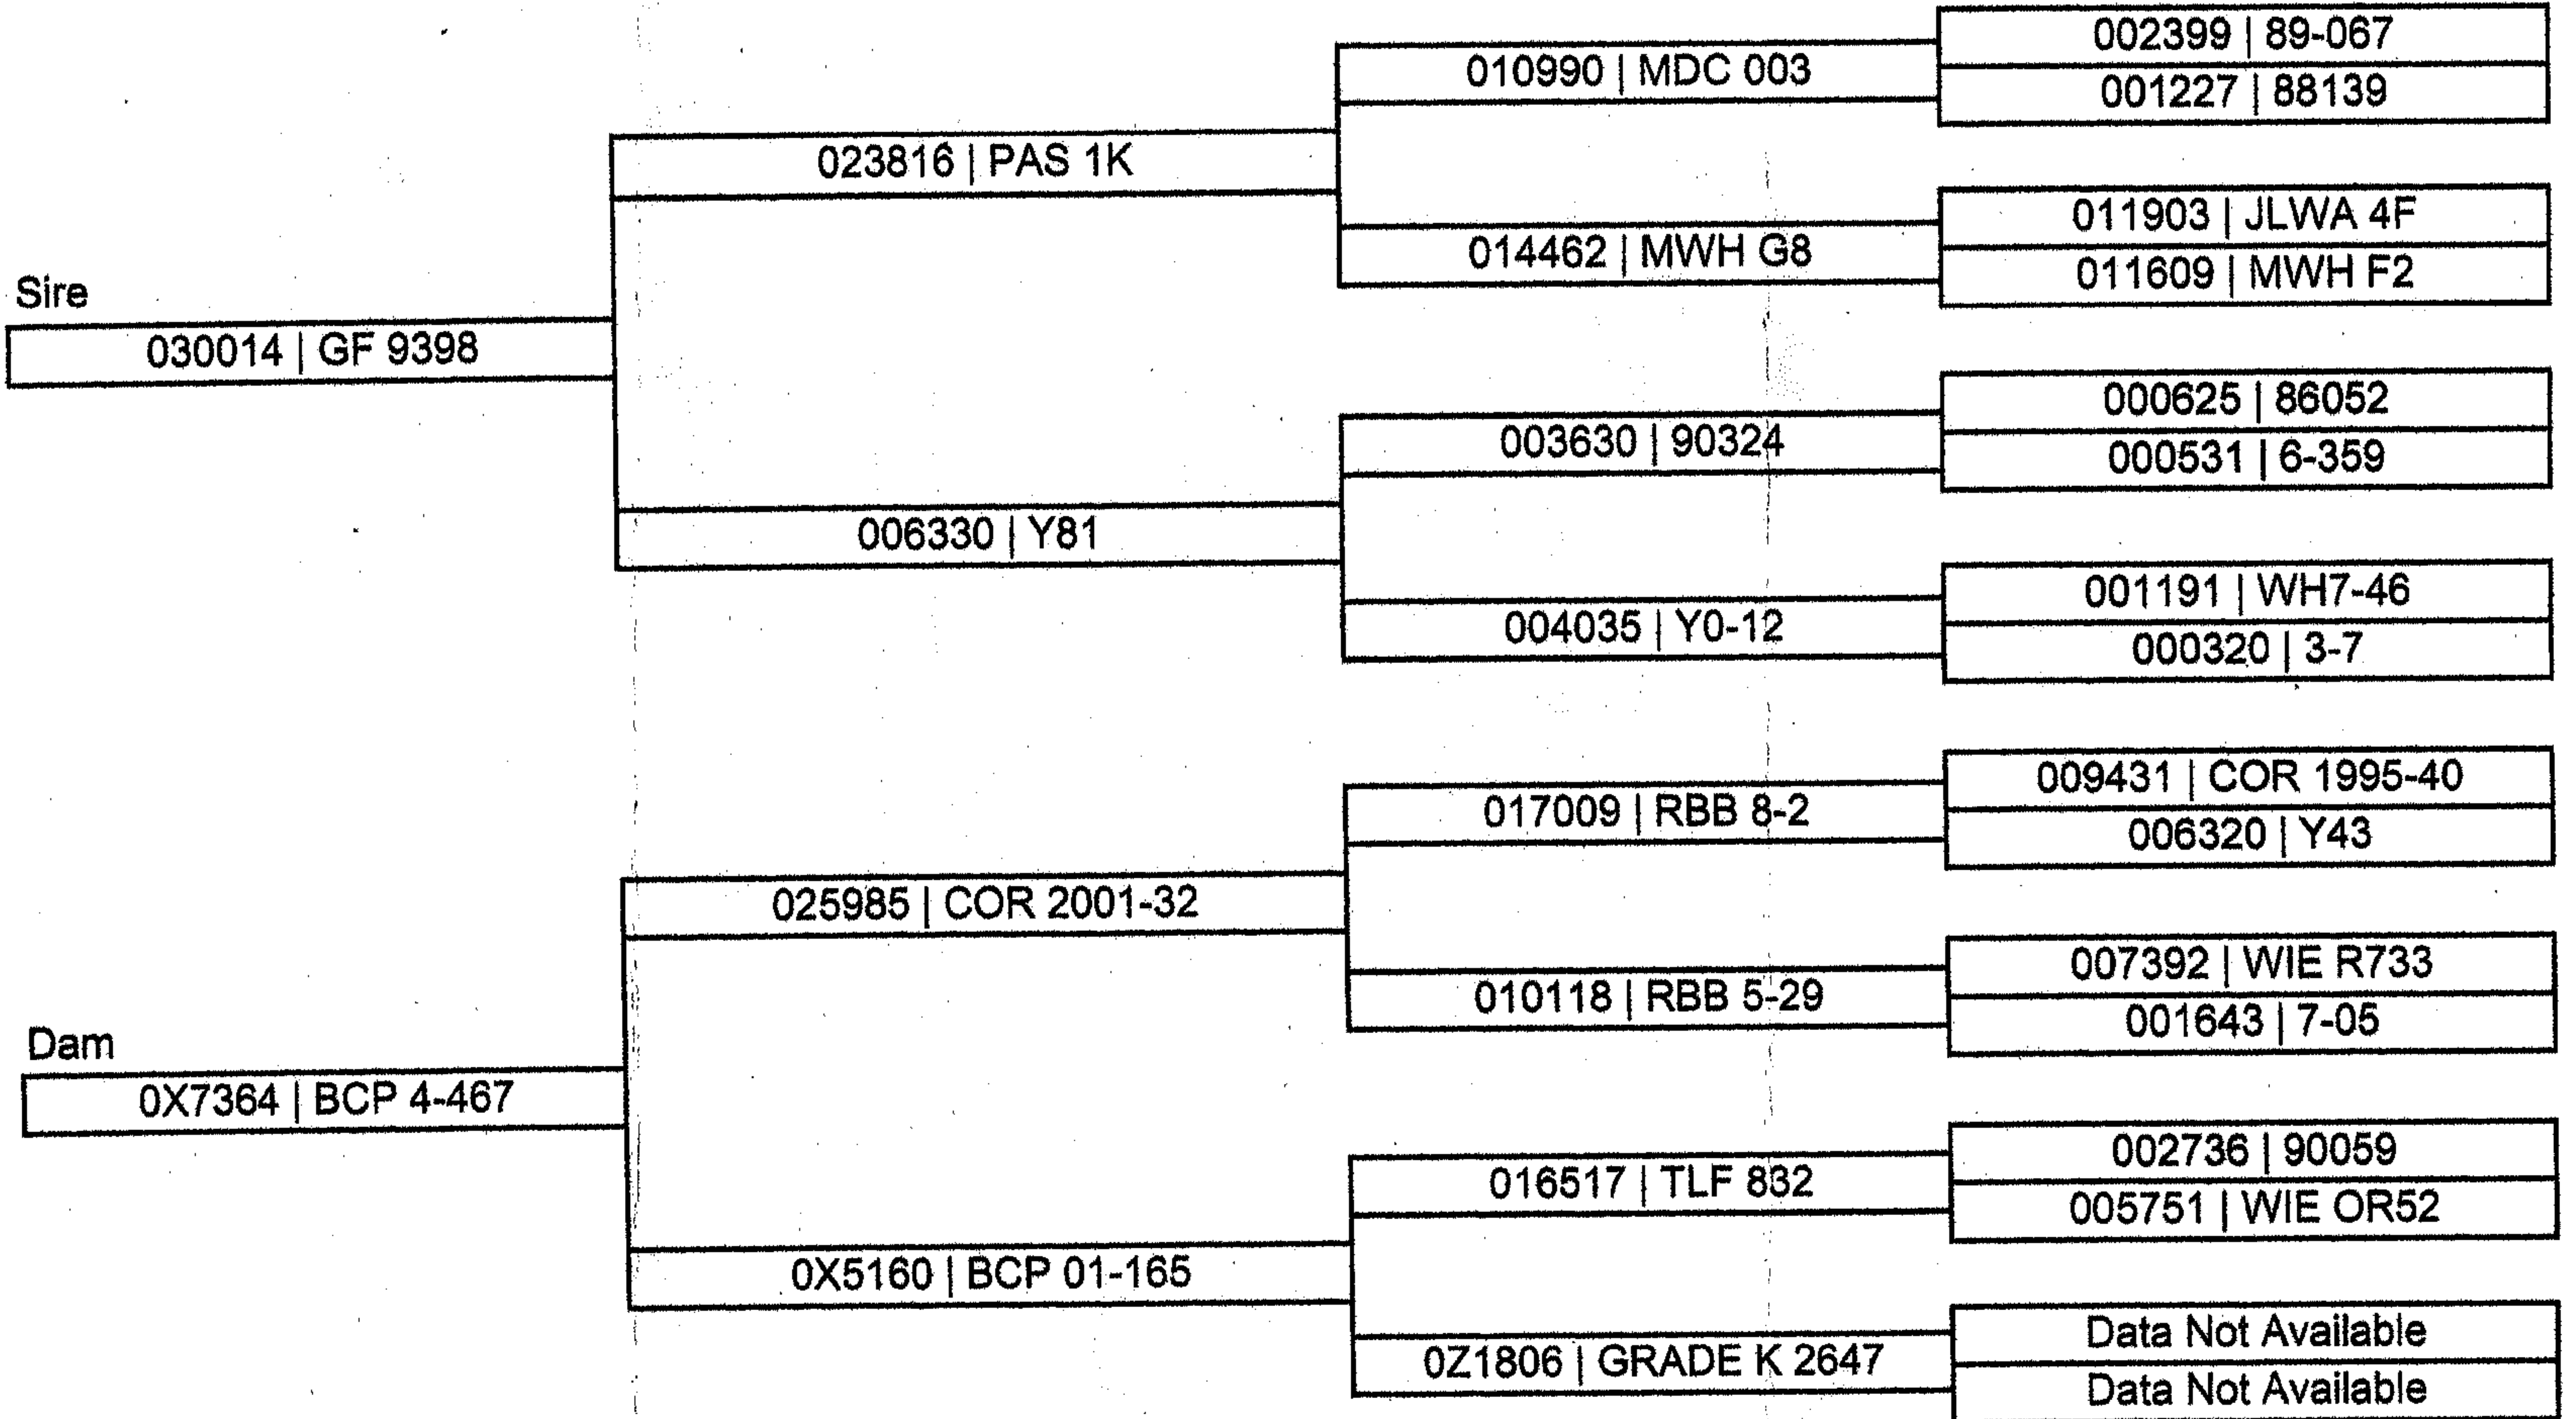 002399 | 89-067
010990 | MDC 003
001227 | 88139
023816 | PAS 1K
011903 | JLWA 4F
014462 | MWH G8
011609 | MWH F2
Sire
030014 | GF 9398
000625 | 86052
003630 | 90324
000531 | 6-359
006330 | Y81
001191 | WH7-46
004035 | Y0-12
000320 | 3-7
009431 | COR 1995-40
017009 | RBB 8-2
006320 | Y43
025985 | COR 2001-32
007392 | WIE R733
010118 | RBB 5-29
001643 | 7-05
Dam
0X7364 | BCP 4-467
002736 | 90059
016517 | TLF 832
005751 | WIE OR52
0X5160 | BCP 01-165
Data Not Available
0Z1806 | GRADE K 2647
Data Not Available